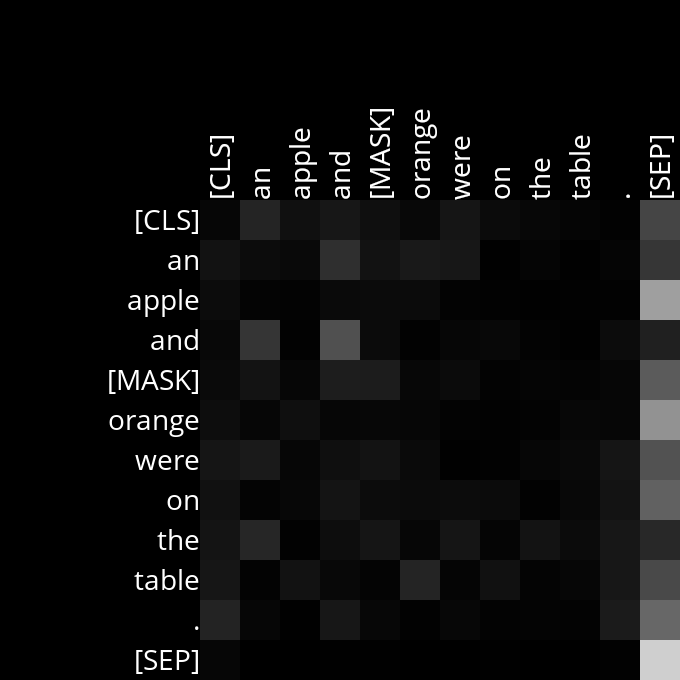 [CLS] an apple and [MASK] orange were on the table . [SEP]
[CLS]
an
apple
and
[MASK]
orange
were
on
the
table
.
[SEP]